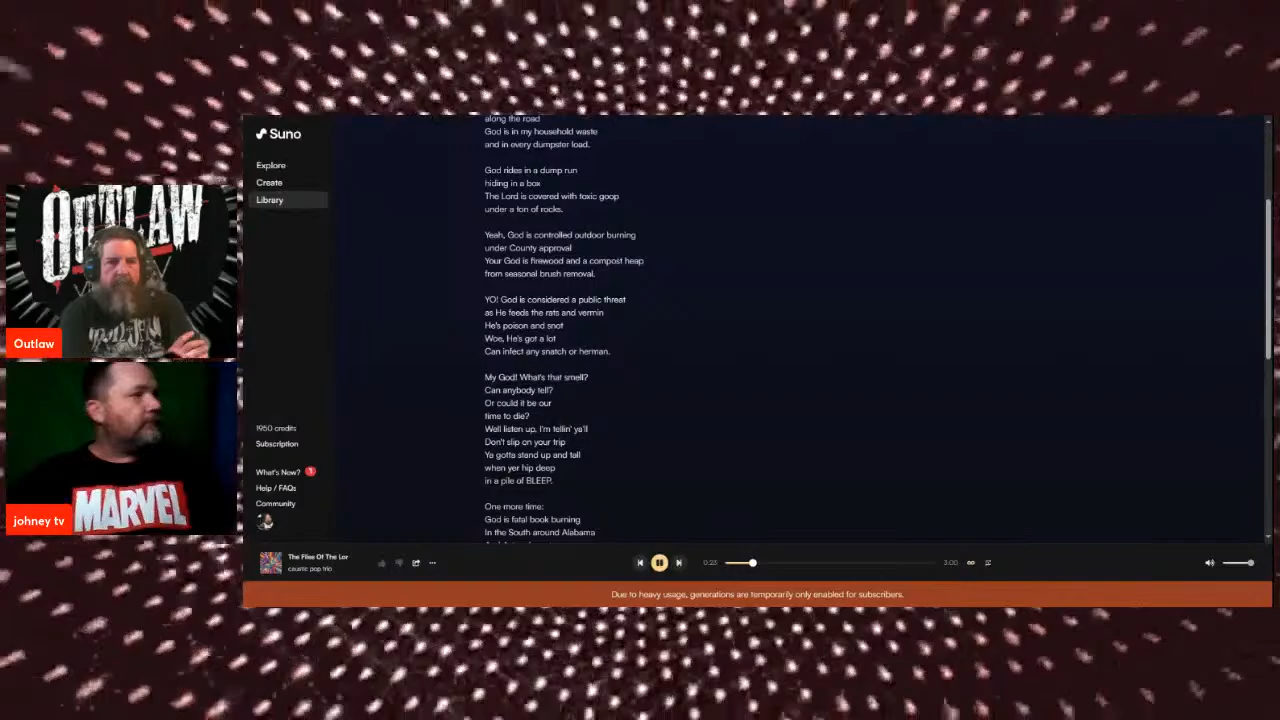 Suno
Explore
Create
Library
1950 credits
Subscription
What's New? 1
Help / FAQs
Community
along the road
God is in my household waste
and in every dumpster load.
God rides in a dump run
hiding in a box
The Lord is covered with toxic goop
under a ton of rocks.
Yeah, God is controlled outdoor burning
under County approval
Your God is firewood and a compost heap
from seasonal brush removal.
YO! God is considered a public threat
as He feeds the rats and vermin
He's poison and snot
Woe, He's got a lot
Can infect any snatch or herman.
My God! What's that smell?
Can anybody tell?
Or could it be our
time to die?
Well listen up, I'm tellin' ya'll
Don't slip on your trip
Ya gotta stand up and tall
when yer hip deep
in a pile of BLEEP.
One more time:
God is fatal book burning
In the South around Alabama
OUTLAW
Outlaw
MARVEL
johney tv
The Flise Of The Lor
caustic pop trio
0:23
3:00
Due to heavy usage, generations are temporarily only enabled for subscribers.